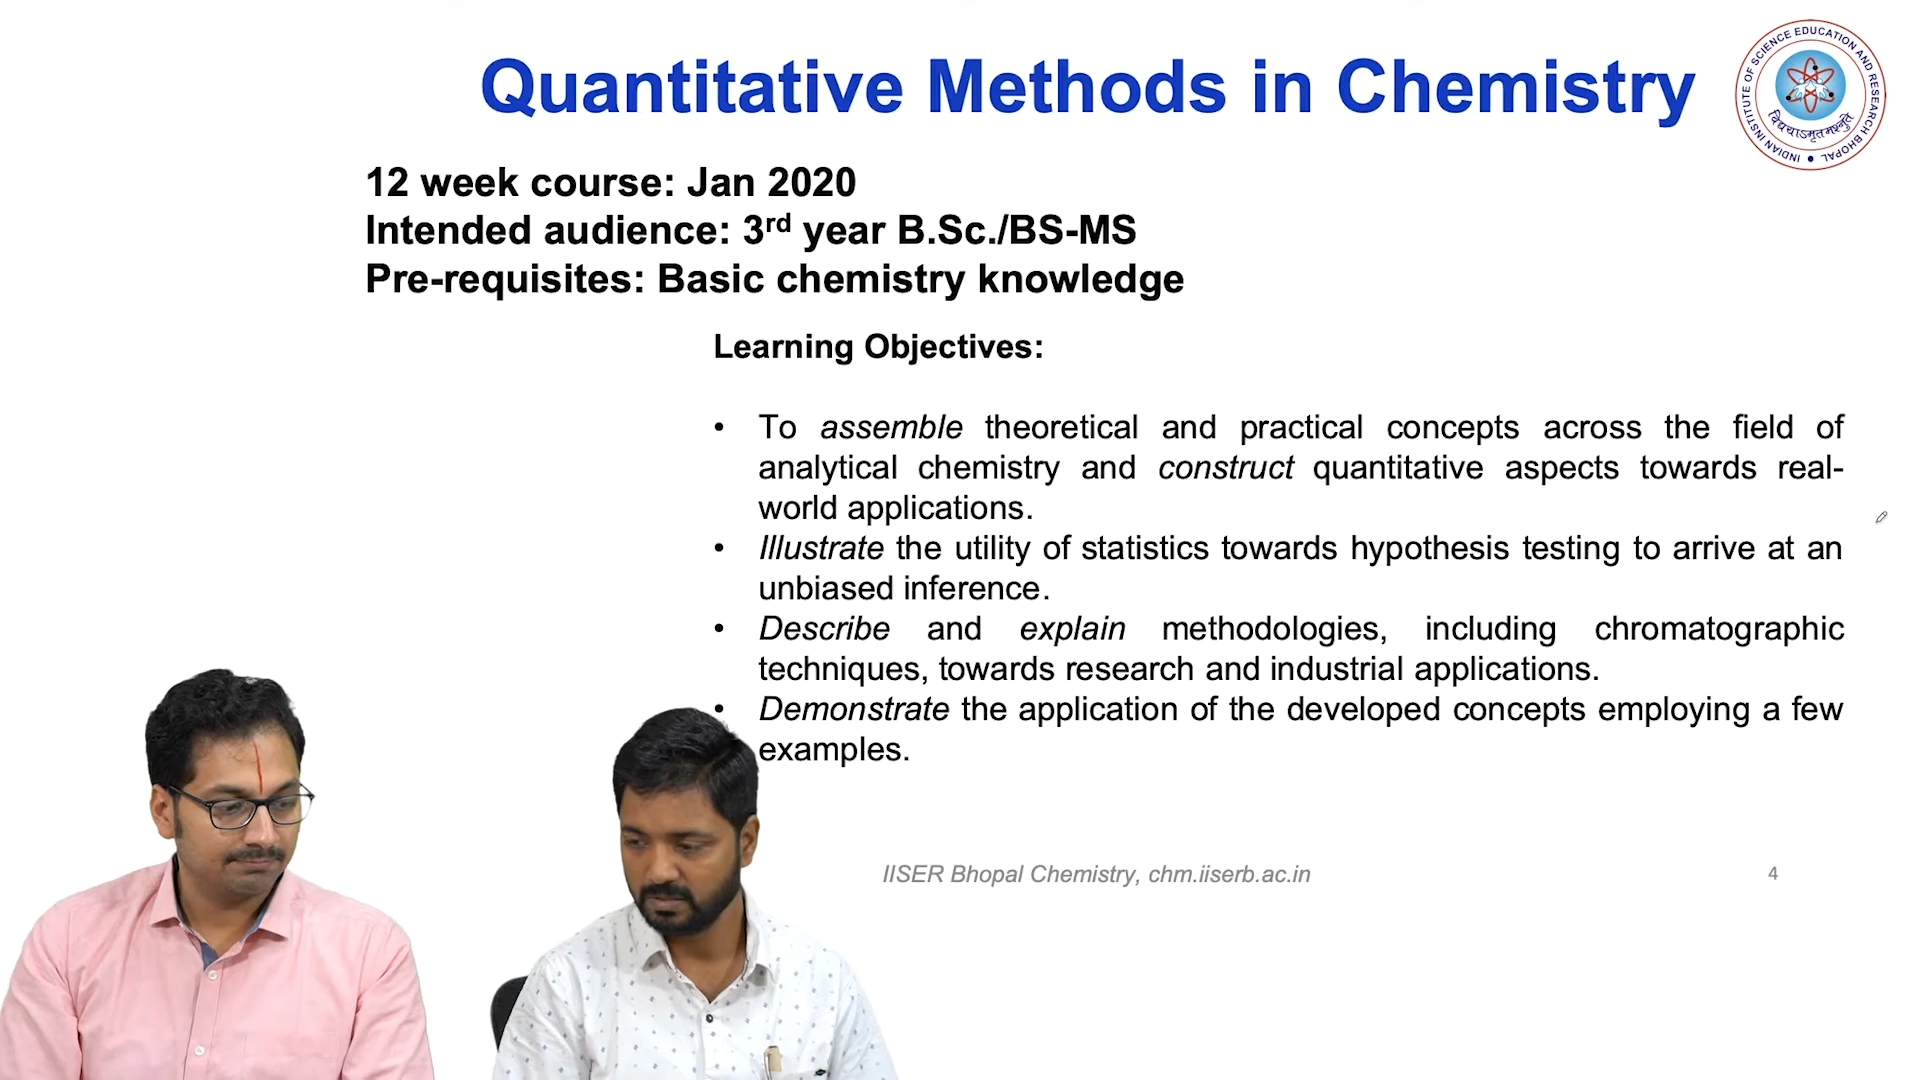 Quantitative Methods in Chemistry
INDIAN INSTITUTE OF SCIENCE EDUCATION AND RESEARCH BHOPAL
विद्ययाऽमृतमश्नुते
12 week course: Jan 2020
Intended audience: 3rd year B.Sc./BS-MS
Pre-requisites: Basic chemistry knowledge
Learning Objectives:
• To assemble theoretical and practical concepts across the field of
analytical chemistry and construct quantitative aspects towards real-
world applications.
• Illustrate the utility of statistics towards hypothesis testing to arrive at an
unbiased inference.
• Describe and explain methodologies, including chromatographic
techniques, towards research and industrial applications.
• Demonstrate the application of the developed concepts employing a few
examples.
IISER Bhopal Chemistry, chm.iiserb.ac.in
4